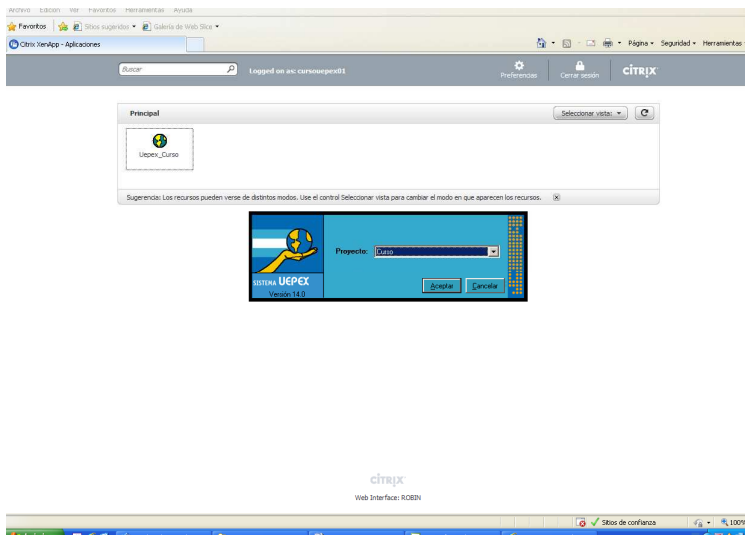 Archivo Edición Ver Favoritos Herramientas Ayuda
Favoritos Sitios sugeridos Galería de Web Slice
Citrix XenApp - Aplicaciones Página Seguridad Herramientas
Buscar Logged on as: cursouepex01 Preferencias Cerrar sesión CITRIX
Principal Seleccionar vista:
Uepex_Curso
Sugerencia: Los recursos pueden verse de distintos modos. Use el control Seleccionar vista para cambiar el modo en que aparecen los recursos.
Proyecto: Curso
SISTEMA UEPEX Aceptar Cancelar
Versión 14.0
CITRIX
Web Interface: ROBIN
Sitios de confianza 100%